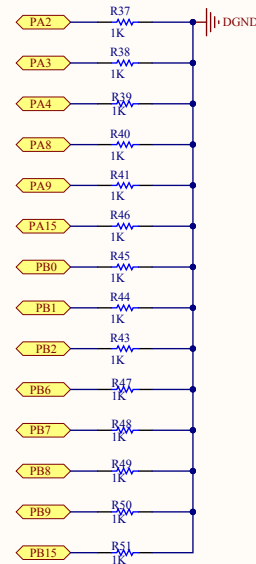 R37
PA2
DGND
1K
R38
PA3
1K
R39
PA4
1K
R40
PA8
1K
R41
PA9
1K
R46
PA15
1K
R45
PB0
1K
R44
PB1
1K
R43
PB2
1K
R47
PB6
1K
R48
PB7
1K
R49
PB8
1K
R50
PB9
1K
R51
PB15
1K